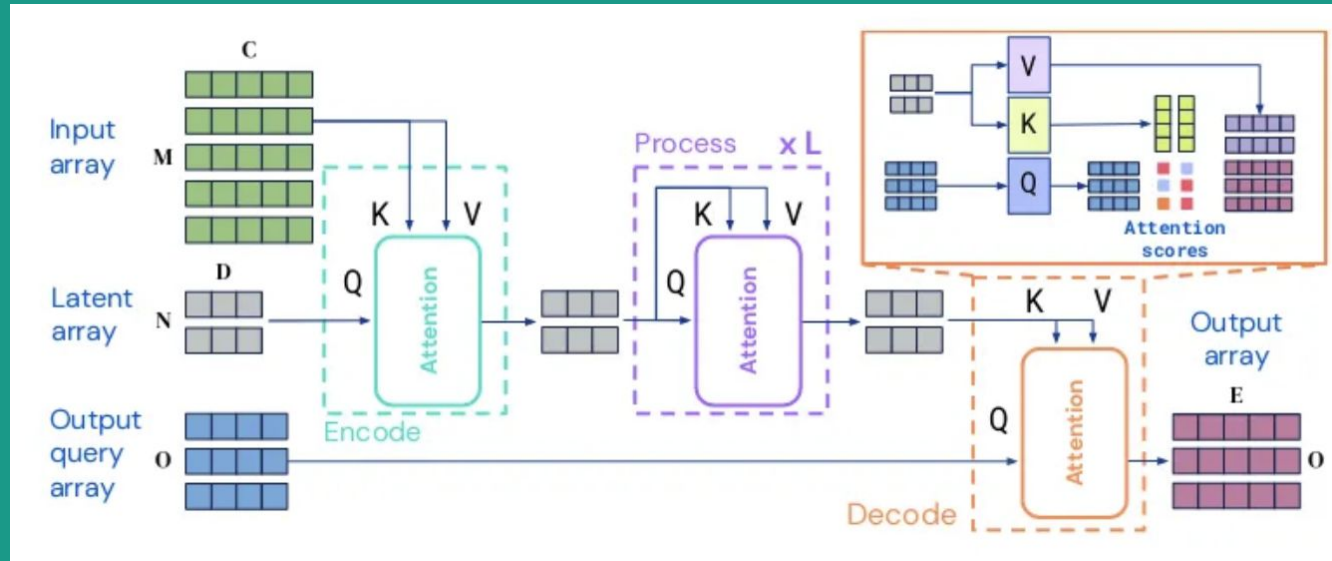 C
Input
array
M
K
V
Q
Attention
Encode
D
Latent
array
N
Output
query
array
O
Process
x L
K
V
Q
Attention
V
K
Q
Attention
scores
K
V
Q
Attention
Decode
Output
array
E
O